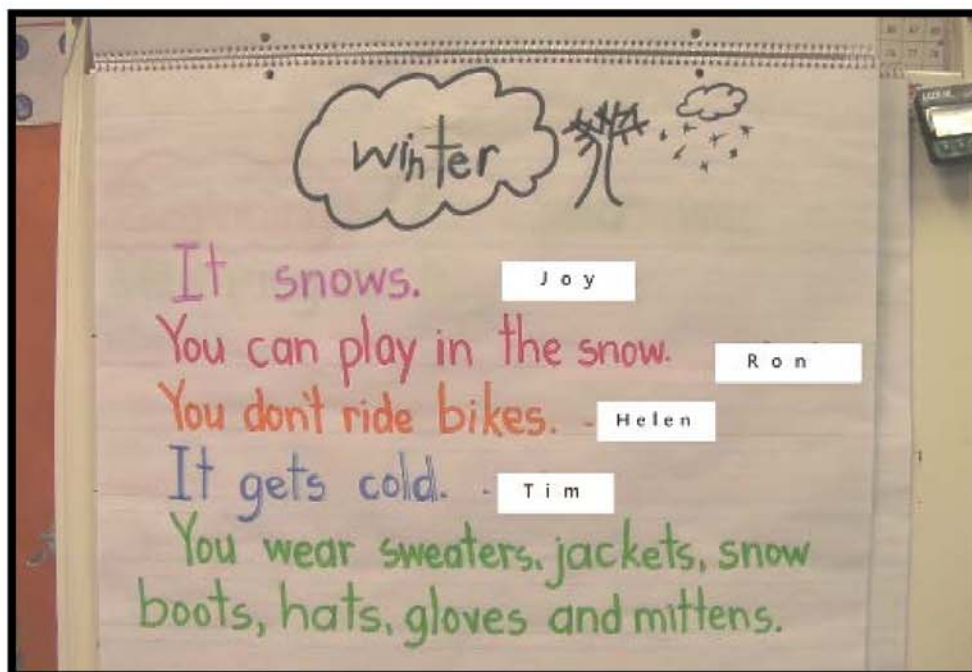 winter
It snows. Joy
You can play in the snow. Ron
You don't ride bikes. - Helen
It gets cold. - Tim
You wear sweaters, jackets, snow
boots, hats, gloves and mittens.